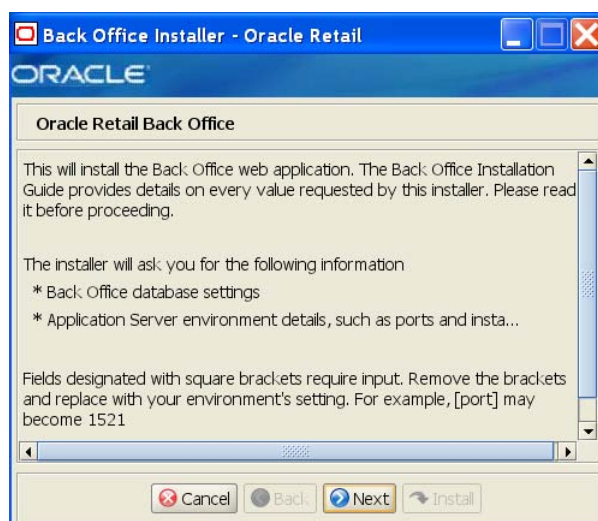 Back Office Installer - Oracle Retail
ORACLE
Oracle Retail Back Office
This will install the Back Office web application. The Back Office Installation
Guide provides details on every value requested by this installer. Please read
it before proceeding.
The installer will ask you for the following information
* Back Office database settings
* Application Server environment details, such as ports and insta...
Fields designated with square brackets require input. Remove the brackets
and replace with your environment's setting. For example, [port] may
become 1521
Cancel Back Next Install